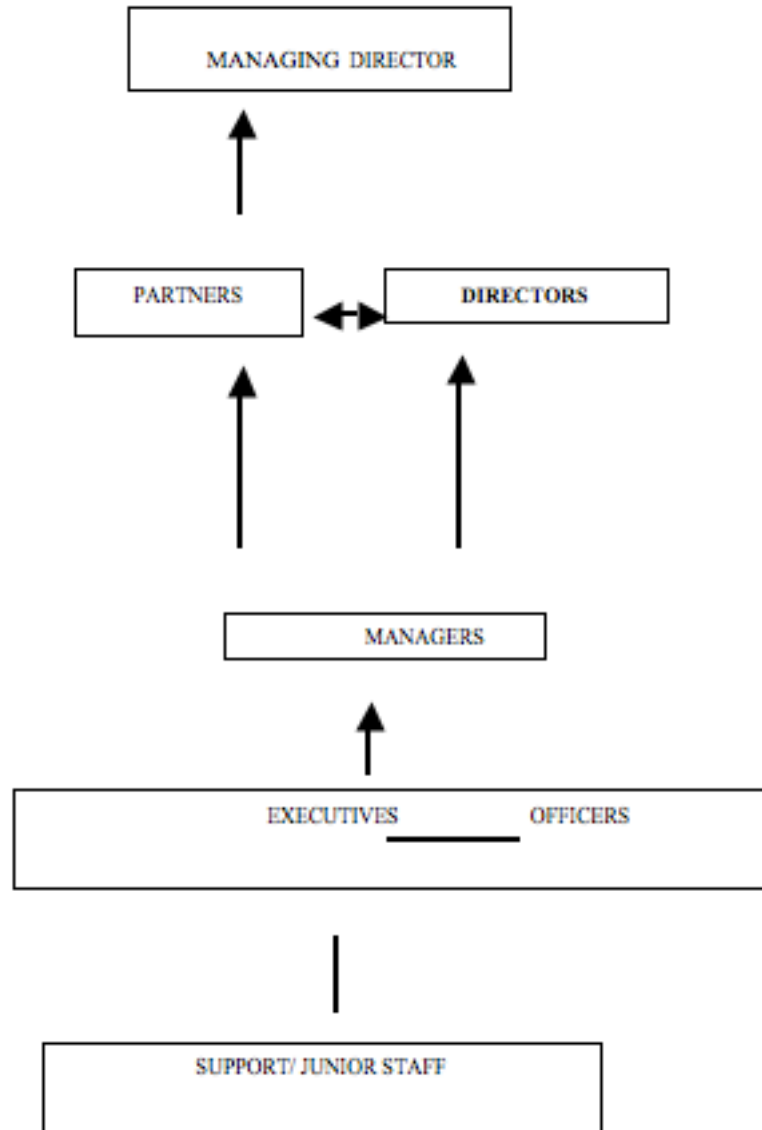 MANAGING DIRECTOR
PARTNERS
DIRECTORS
MANAGERS
EXECUTIVES OFFICERS
SUPPORT/ JUNIOR STAFF